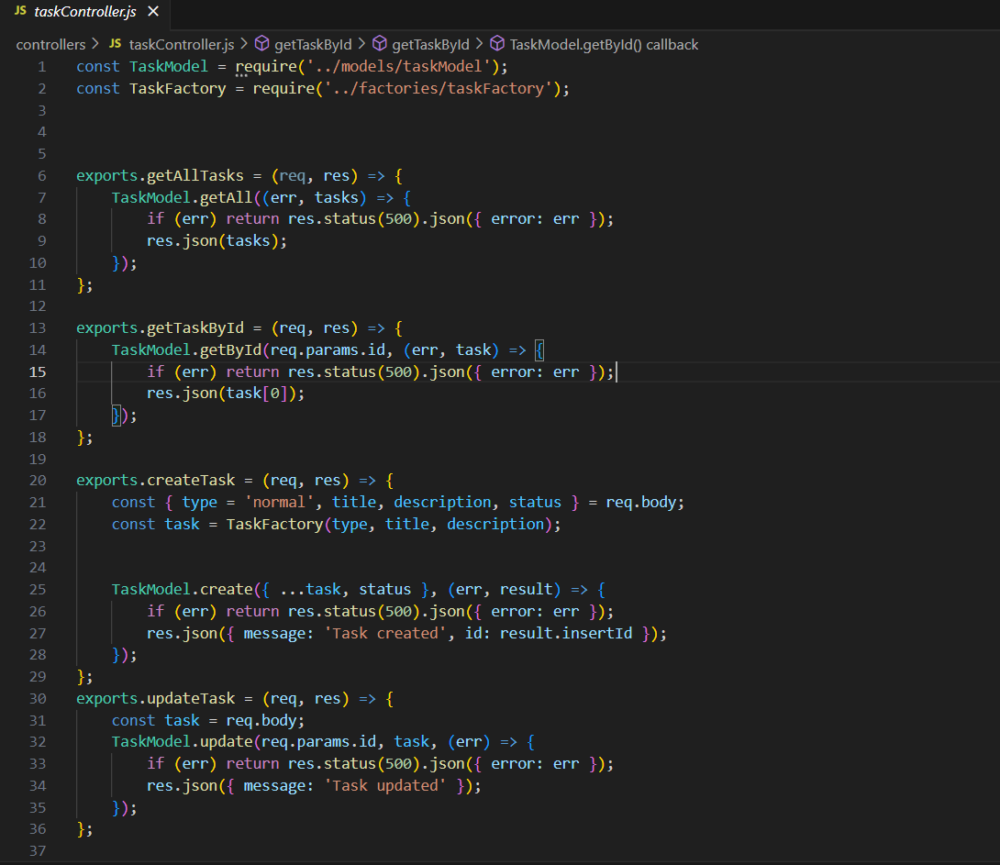 JS taskController.js ×
controllers > JS taskController.js > getTaskById > getTaskById > TaskModel.getById() callback
1 const TaskModel = require('../models/taskModel');
2 const TaskFactory = require('../factories/taskFactory');
3
4
5
6 exports.getAllTasks = (req, res) => {
7     TaskModel.getAll((err, tasks) => {
8         if (err) return res.status(500).json({ error: err });
9         res.json(tasks);
10     });
11 };
12
13 exports.getTaskById = (req, res) => {
14     TaskModel.getById(req.params.id, (err, task) => {
15         if (err) return res.status(500).json({ error: err });
16         res.json(task[0]);
17     });
18 };
19
20 exports.createTask = (req, res) => {
21     const { type = 'normal', title, description, status } = req.body;
22     const task = TaskFactory(type, title, description);
23
24
25     TaskModel.create({ ...task, status }, (err, result) => {
26         if (err) return res.status(500).json({ error: err });
27         res.json({ message: 'Task created', id: result.insertId });
28     });
29 };
30 exports.updateTask = (req, res) => {
31     const task = req.body;
32     TaskModel.update(req.params.id, task, (err) => {
33         if (err) return res.status(500).json({ error: err });
34         res.json({ message: 'Task updated' });
35     });
36 };
37